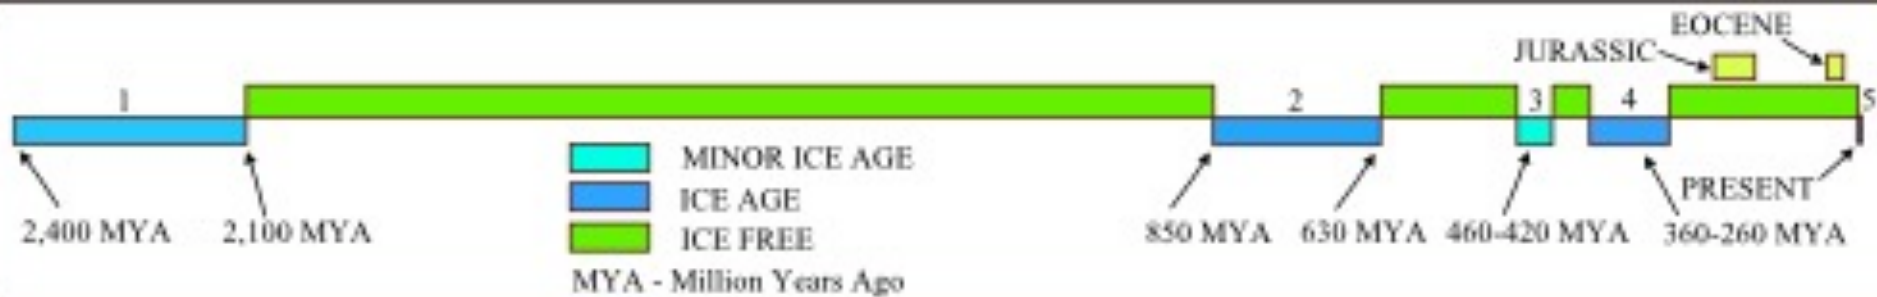 EOCENE
JURASSIC
1
2
3
4
5
MINOR ICE AGE
ICE AGE
ICE FREE
MYA - Million Years Ago
PRESENT
2,400 MYA
2,100 MYA
850 MYA
630 MYA
460-420 MYA
360-260 MYA